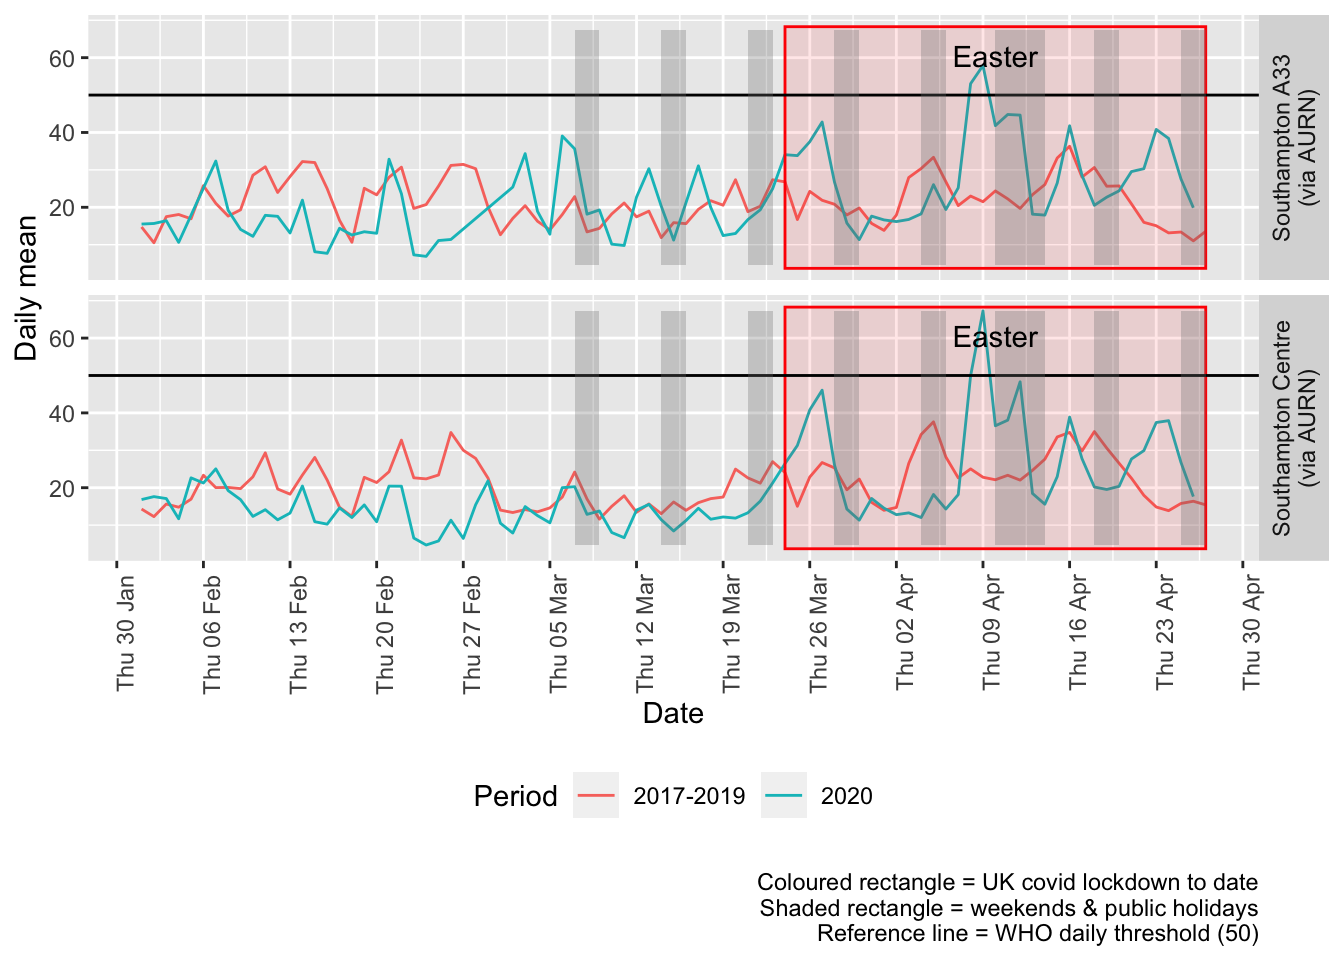 Daily mean
60
40
20
Easter
Southampton A33
(via AURN)
60
40
20
Easter
Southampton Centre
(via AURN)
Thu 30 Jan
Thu 06 Feb
Thu 13 Feb
Thu 20 Feb
Thu 27 Feb
Thu 05 Mar
Thu 12 Mar
Thu 19 Mar
Thu 26 Mar
Thu 02 Apr
Thu 09 Apr
Thu 16 Apr
Thu 23 Apr
Thu 30 Apr
Date
Period 2017-2019 2020
Coloured rectangle = UK covid lockdown to date
Shaded rectangle = weekends & public holidays
Reference line = WHO daily threshold (50)